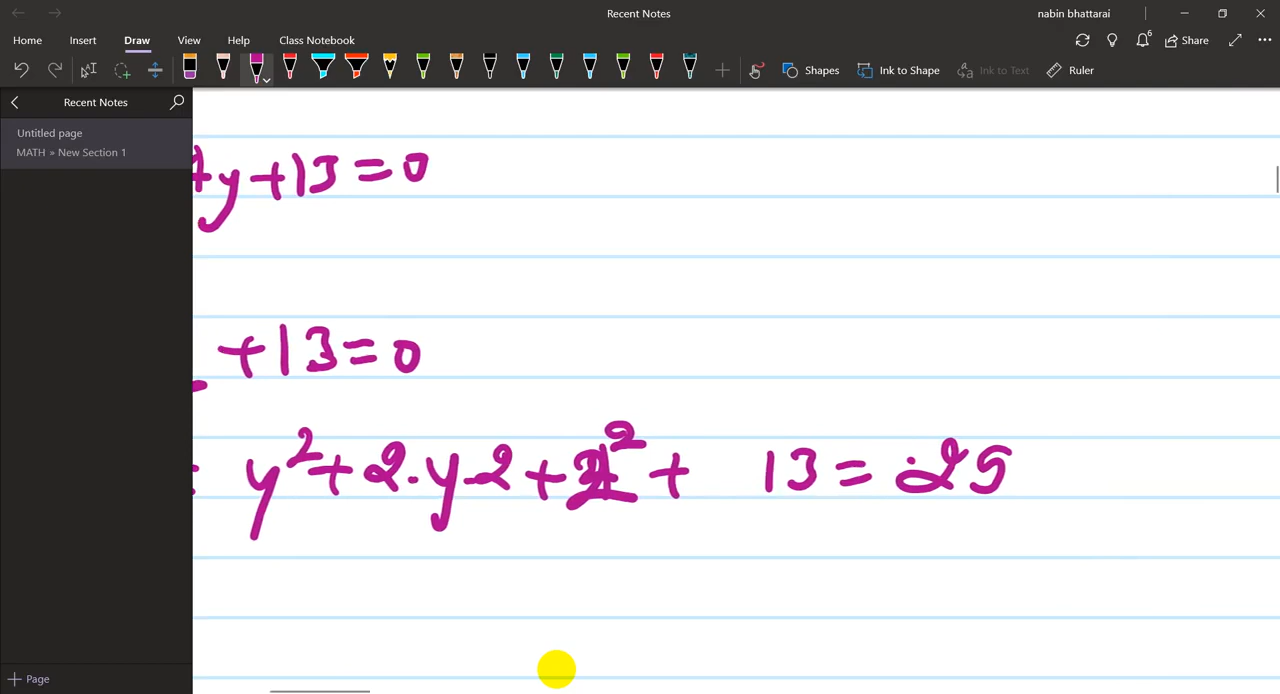 Recent Notes
nabin bhattarai
Home Insert Draw View Help Class Notebook
6 Share
Shapes Ink to Shape Ink to Text Ruler
Recent Notes
Untitled page
MATH » New Section 1
4y+13=0
+13=0
y²+2.y.2+2²+ 13=25
+ Page